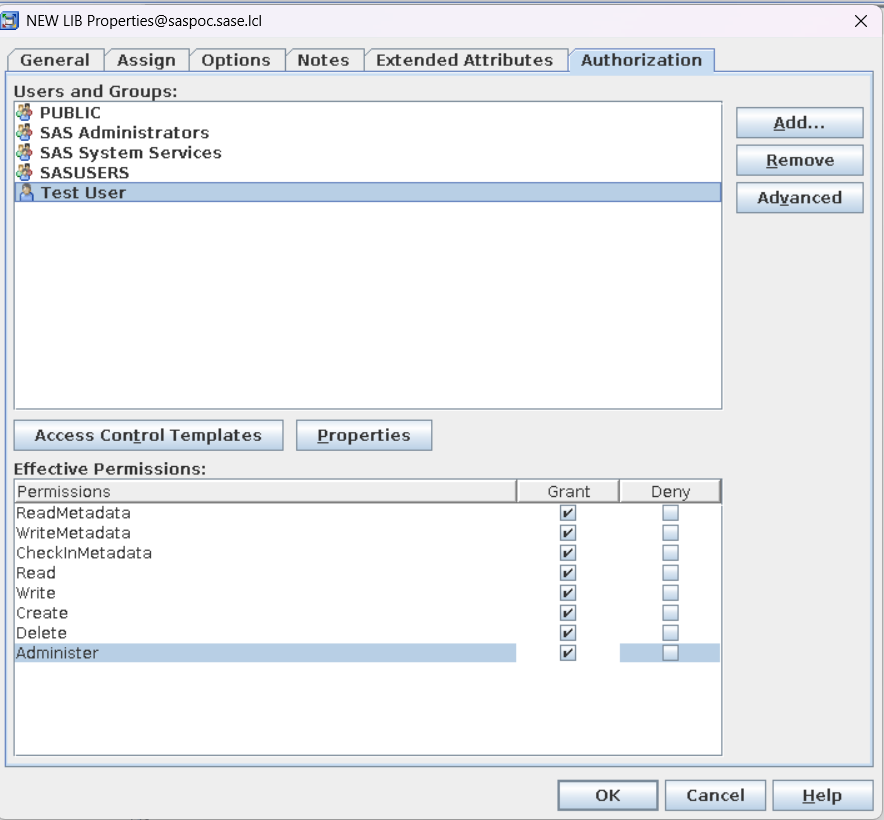 NEW LIB Properties@saspoc.sase.lcl
General Assign Options Notes Extended Attributes Authorization
Users and Groups:
PUBLIC
SAS Administrators
SAS System Services
SASUSERS
Test User
Add...
Remove
Advanced
Access Control Templates Properties
Effective Permissions:
Permissions Grant Deny
ReadMetadata
WriteMetadata
CheckInMetadata
Read
Write
Create
Delete
Administer
OK Cancel Help